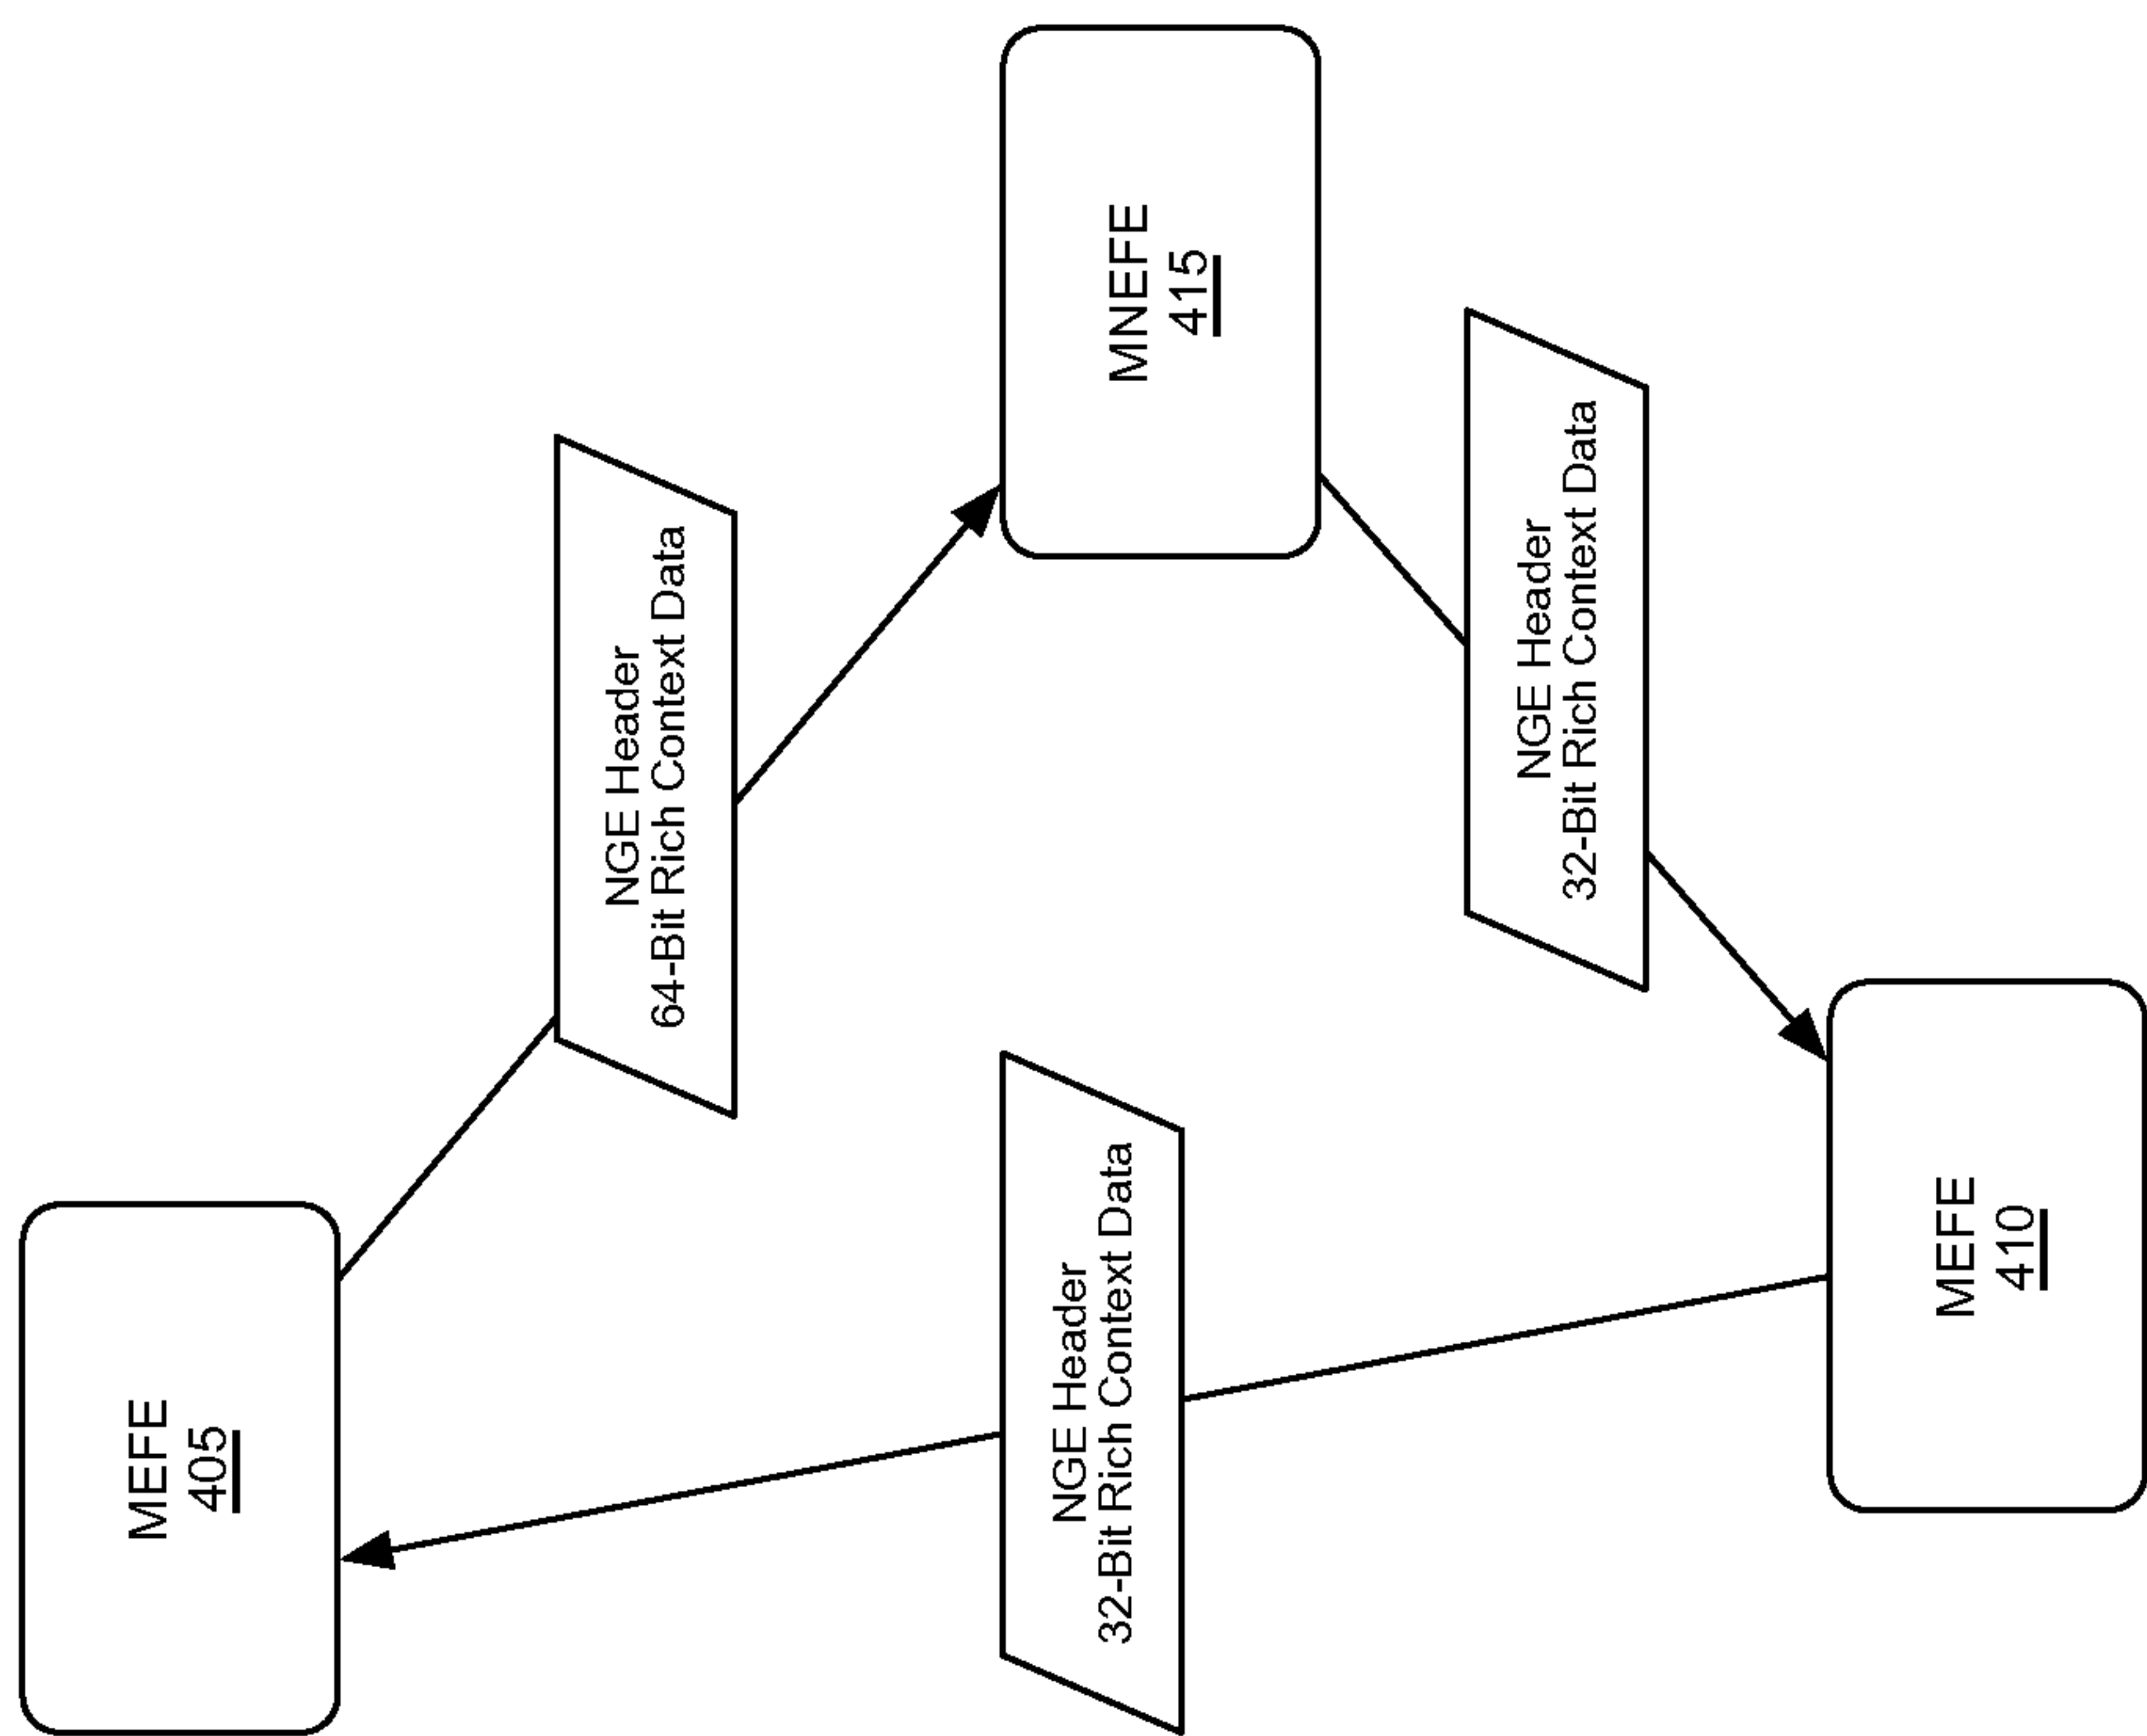 MEFE
405
NGE Header
64-Bit Rich Context Data
MNEFE
415
NGE Header
32-Bit Rich Context Data
NGE Header
32-Bit Rich Context Data
MEFE
410